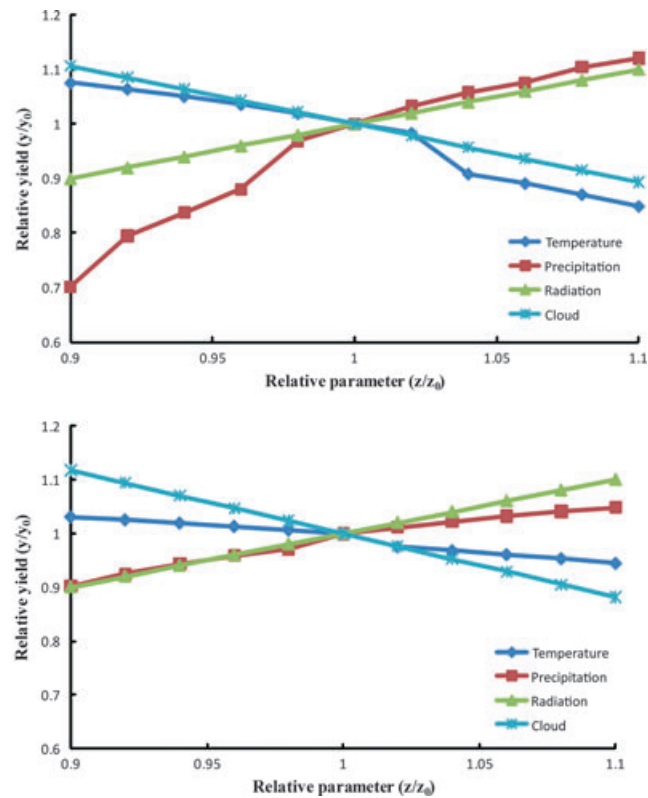 1.2
1.1
1
0.9
0.8
0.7
0.6
Relative yield (y/y₀)
Temperature
Precipitation
Radiation
Cloud
0.9 0.95 1 1.05 1.1
Relative parameter (z/z₀)
1.2
1.1
1
0.9
0.8
0.7
0.6
Relative yield (y/y₀)
Temperature
Precipitation
Radiation
Cloud
0.9 0.95 1 1.05 1.1
Relative parameter (z/z₀)